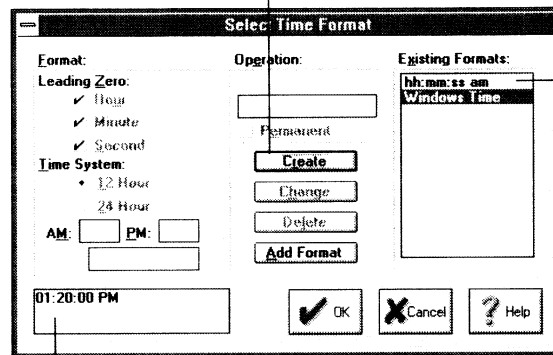 Select Time Format
Format:
Operation:
Existing Formats:
Leading Zero:
Hour
Minute
Second
Time System:
12 Hour
24 Hour
AM:
PM:
Permanent
Create
Change
Delete
Add Format
hh:mm:ss am
Windows Time
01:20:00 PM
OK
Cancel
Help